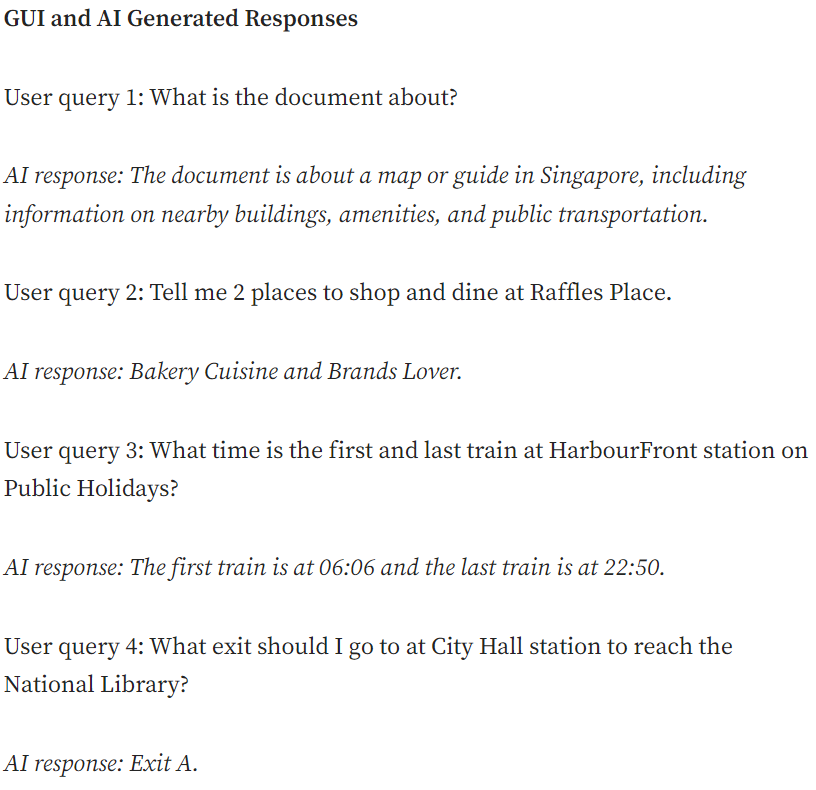 GUI and AI Generated Responses
User query 1: What is the document about?
AI response: The document is about a map or guide in Singapore, including
information on nearby buildings, amenities, and public transportation.
User query 2: Tell me 2 places to shop and dine at Raffles Place.
AI response: Bakery Cuisine and Brands Lover.
User query 3: What time is the first and last train at HarbourFront station on
Public Holidays?
AI response: The first train is at 06:06 and the last train is at 22:50.
User query 4: What exit should I go to at City Hall station to reach the
National Library?
AI response: Exit A.